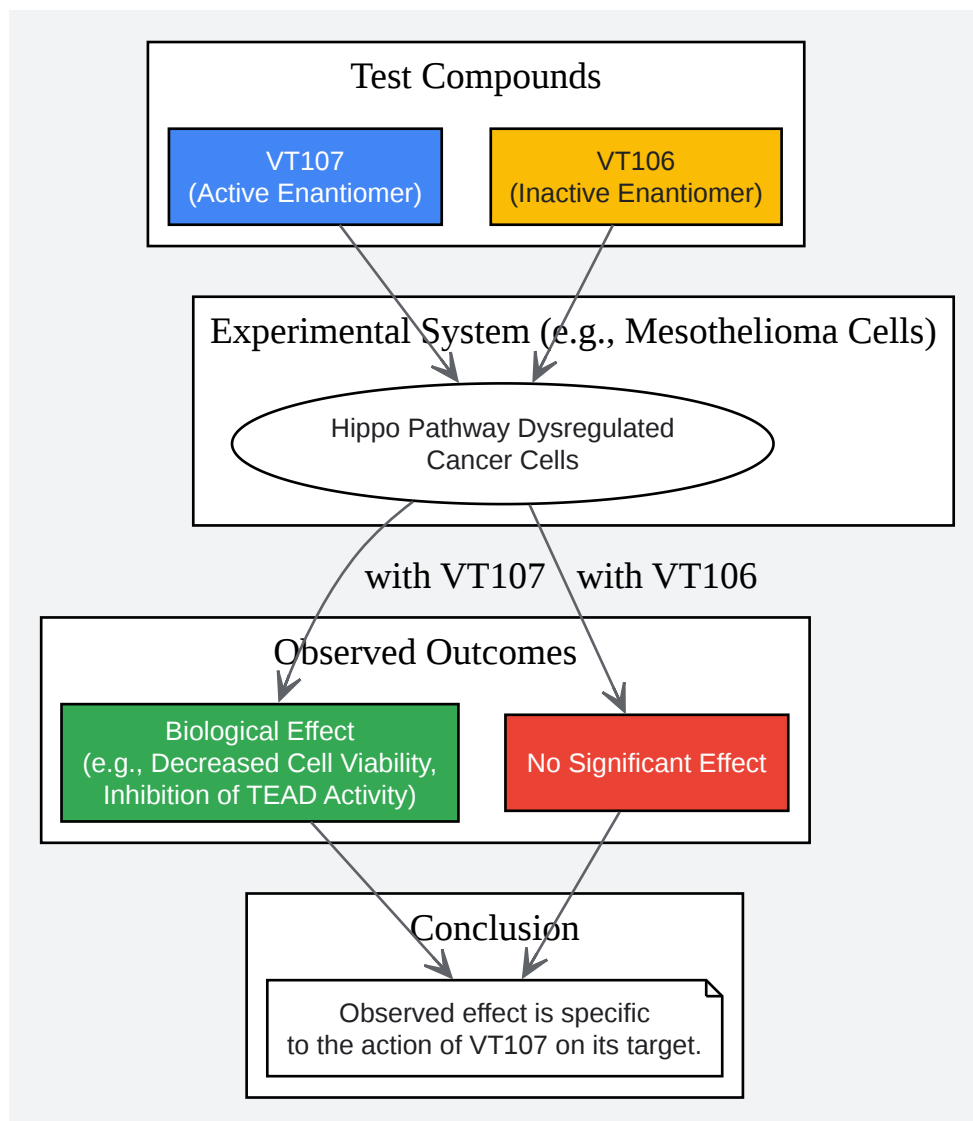 Test Compounds
VT107
(Active Enantiomer)
VT106
(Inactive Enantiomer)
Experimental System (e.g., Mesothelioma Cells)
Hippo Pathway Dysregulated
Cancer Cells
with VT107
with VT106
Observed Outcomes
Biological Effect
(e.g., Decreased Cell Viability,
Inhibition of TEAD Activity)
No Significant Effect
Conclusion
Observed effect is specific
to the action of VT107 on its target.